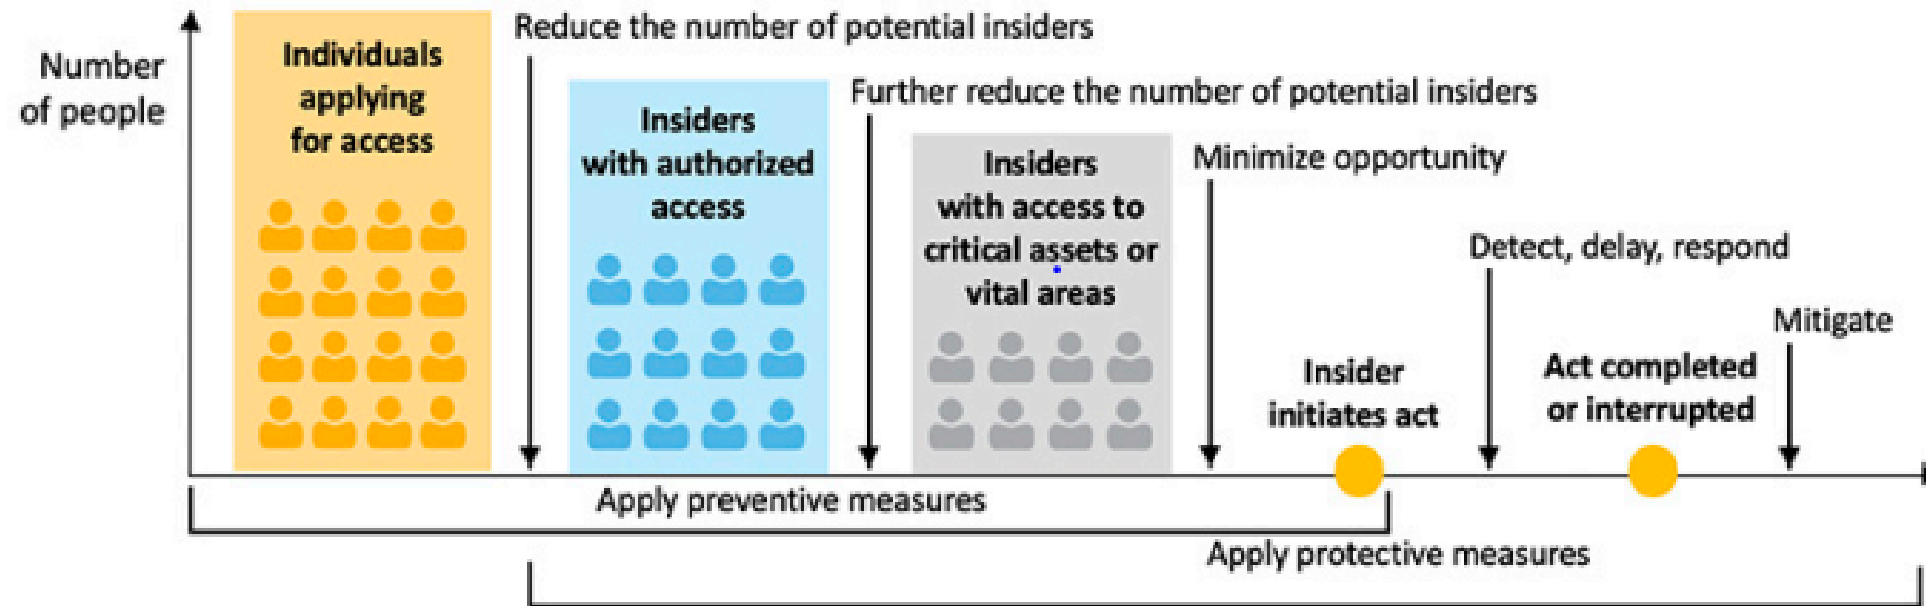 Number
of people
Individuals
applying
for access
Reduce the number of potential insiders
Insiders
with authorized
access
Further reduce the number of potential insiders
Insiders
with access to
critical assets or
vital areas
Minimize opportunity
Insider
initiates act
Detect, delay, respond
Act completed
or interrupted
Mitigate
Apply preventive measures
Apply protective measures